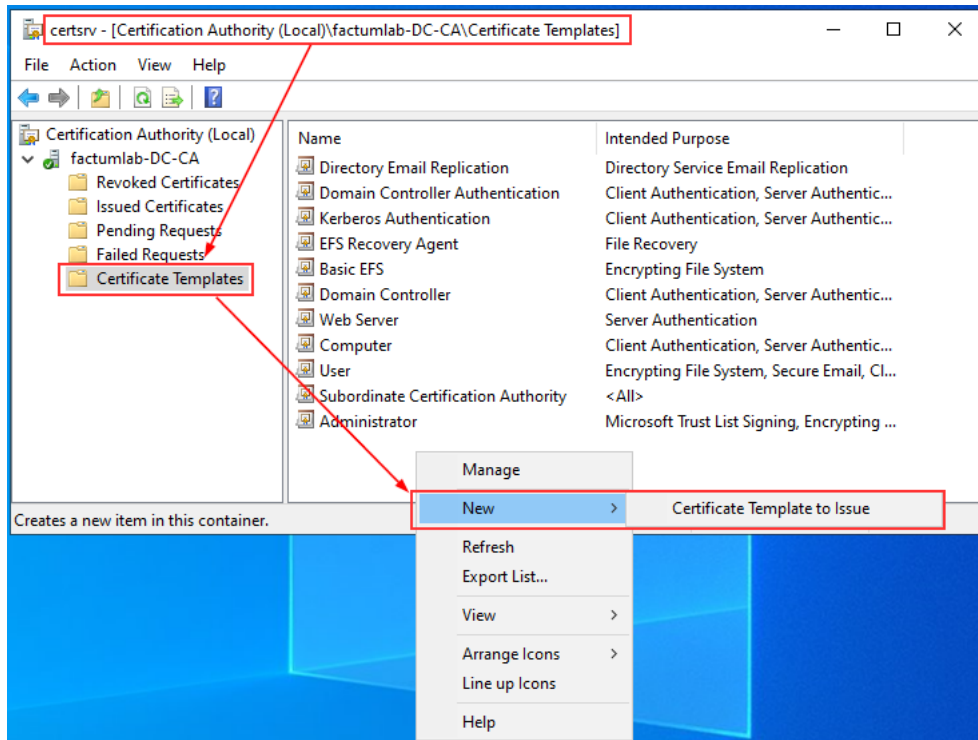 certsrv - [Certification Authority (Local)\factumlab-DC-CA\Certificate Templates]
File Action View Help
Certification Authority (Local)
factumlab-DC-CA
Revoked Certificates
Issued Certificates
Pending Requests
Failed Requests
Certificate Templates
Name Intended Purpose
Directory Email Replication Directory Service Email Replication
Domain Controller Authentication Client Authentication, Server Authentic...
Kerberos Authentication Client Authentication, Server Authentic...
EFS Recovery Agent File Recovery
Basic EFS Encrypting File System
Domain Controller Client Authentication, Server Authentic...
Web Server Server Authentication
Computer Client Authentication, Server Authentic...
User Encrypting File System, Secure Email, Cl...
Subordinate Certification Authority <All>
Administrator Microsoft Trust List Signing, Encrypting ...
Manage
New Certificate Template to Issue
Refresh
Export List...
View
Arrange Icons
Line up Icons
Help
Creates a new item in this container.